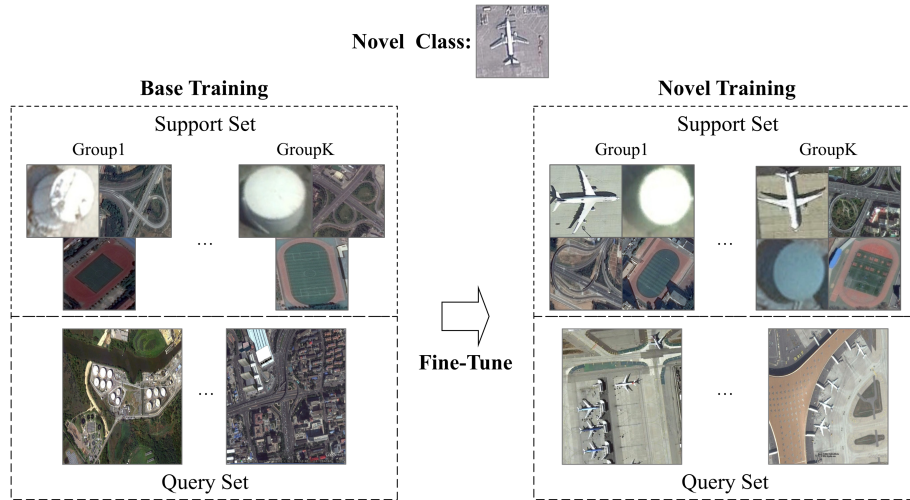 Novel Class:
Base Training
Novel Training
Support Set
Support Set
Group1
GroupK
Group1
GroupK
...
...
Fine-Tune
...
...
Query Set
Query Set